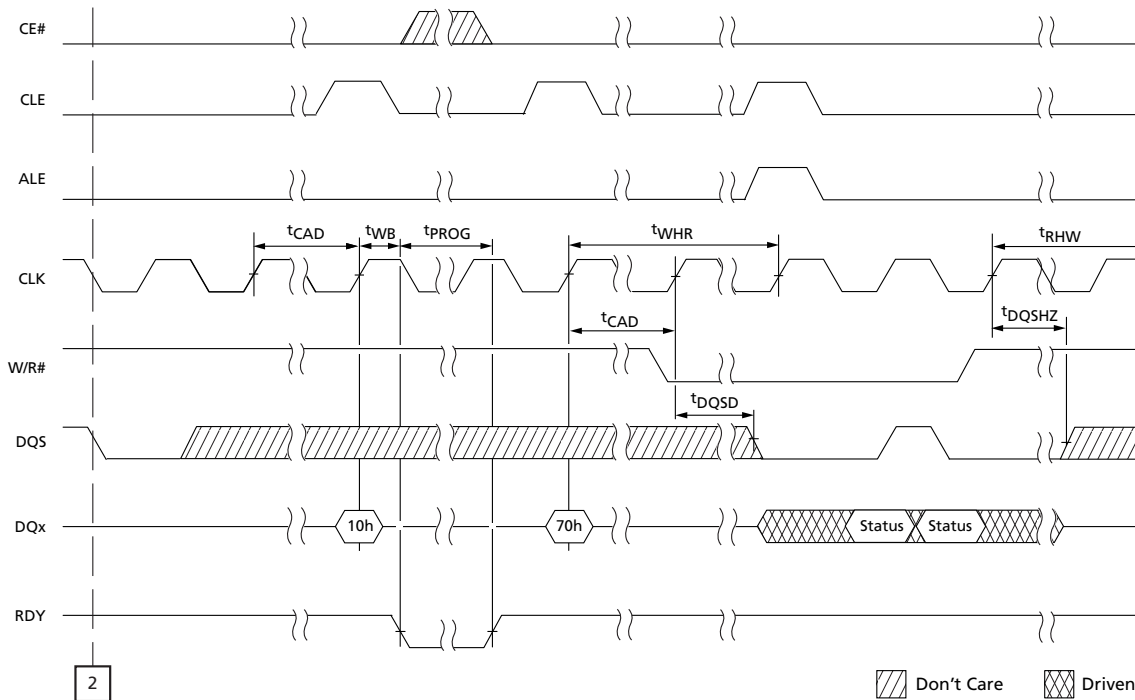 CE#
CLE
ALE
tCAD
tWB
tPROG
tWHR
tRHW
CLK
tCAD
tDQSHZ
W/R#
tDQSD
DQS
DQx
10h
70h
Status
Status
RDY
2
Don't Care
Driven